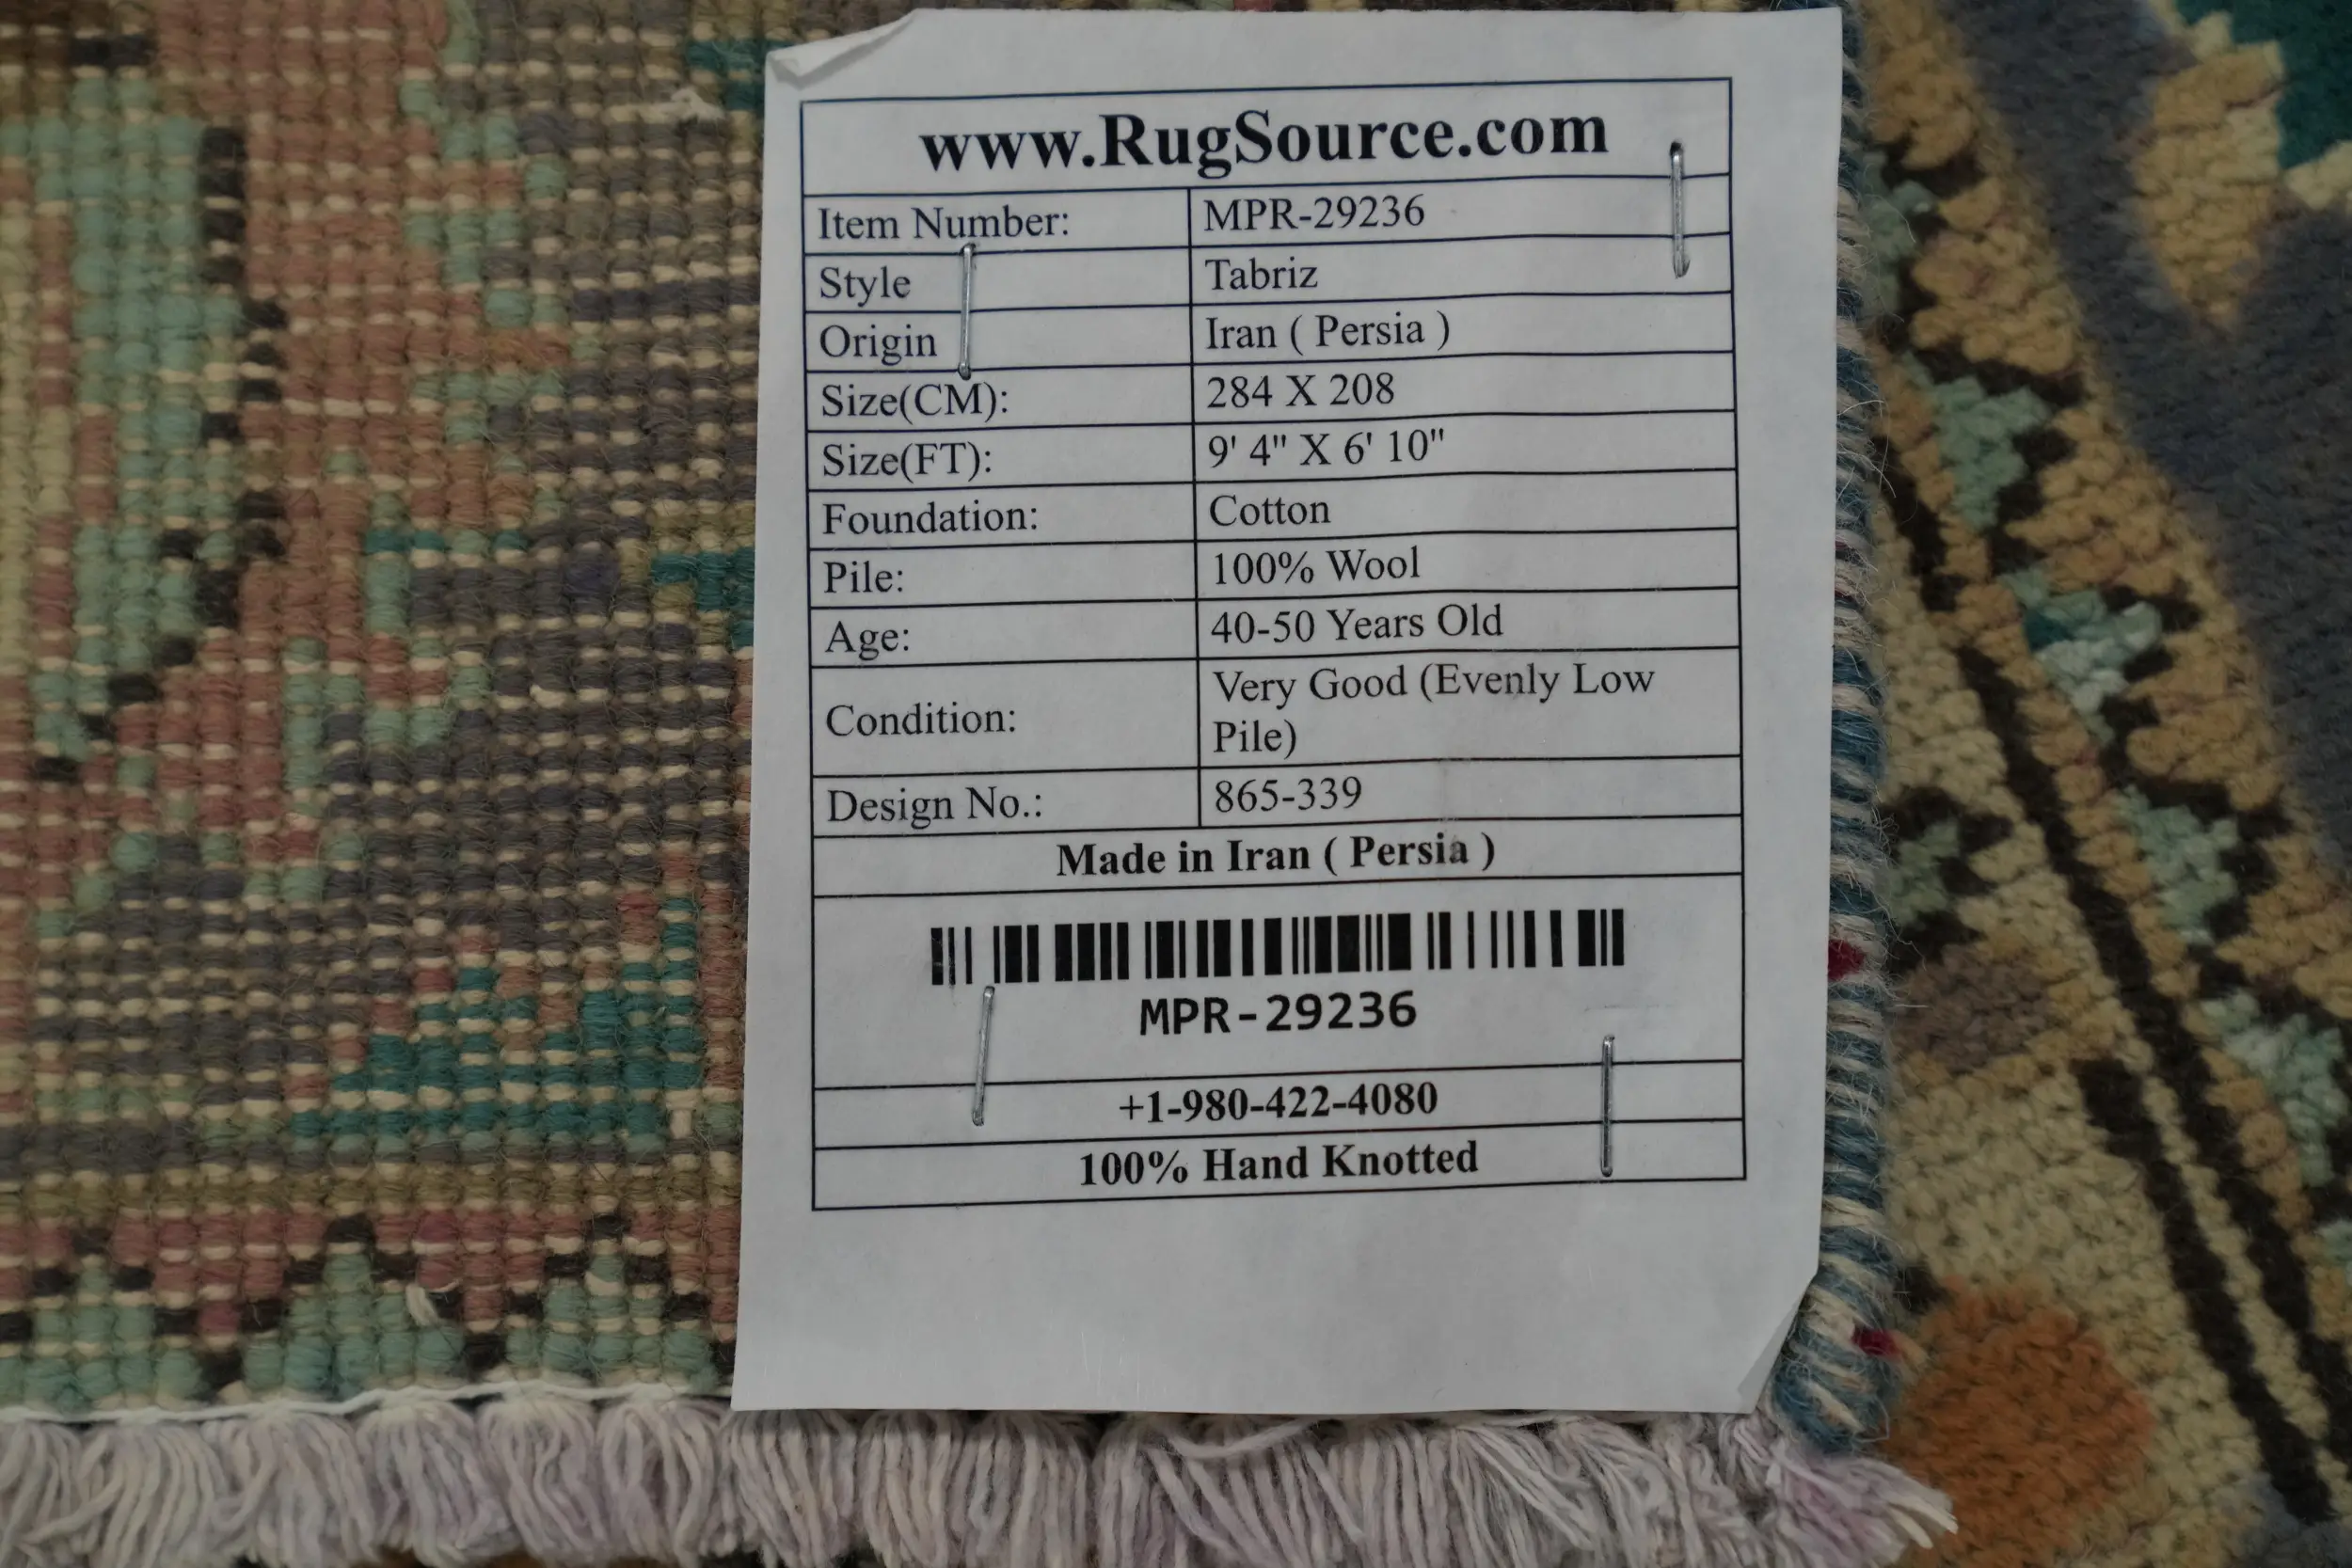 www.RugSource.com
Item Number: MPR-29236
Style Tabriz
Origin Iran ( Persia )
Size(CM): 284 X 208
Size(FT): 9' 4" X 6' 10"
Foundation: Cotton
Pile: 100% Wool
Age: 40-50 Years Old
Condition: Very Good (Evenly Low
Pile)
Design No.: 865-339
Made in Iran ( Persia )
MPR-29236
+1-980-422-4080
100% Hand Knotted